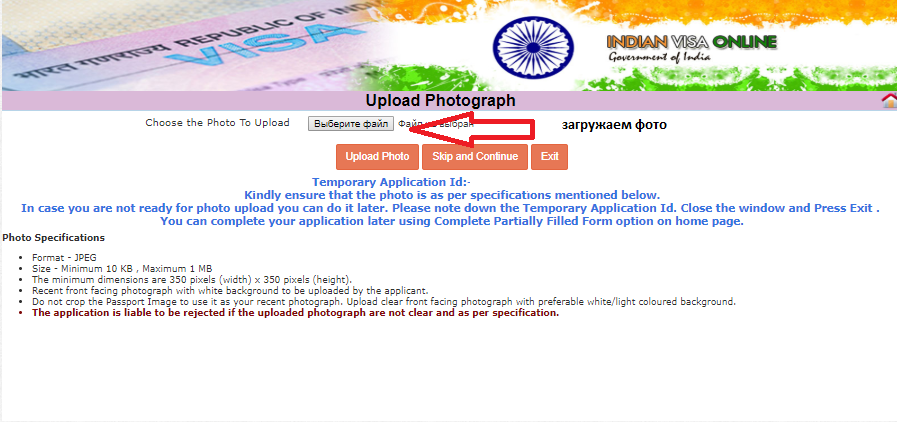 भारत गणराज्य REPUBLIC OF IN
VISA
INDIAN VISA ONLINE
Government of India
Upload Photograph
Choose the Photo To Upload Выберите файл Файл выбран загружаем фото
Upload Photo Skip and Continue Exit
Temporary Application Id:-
Kindly ensure that the photo is as per specifications mentioned below.
In case you are not ready for photo upload you can do it later. Please note down the Temporary Application Id. Close the window and Press Exit .
You can complete your application later using Complete Partially Filled Form option on home page.
Photo Specifications
Format - JPEG
Size - Minimum 10 KB , Maximum 1 MB
The minimum dimensions are 350 pixels (width) x 350 pixels (height).
Recent front facing photograph with white background to be uploaded by the applicant.
Do not crop the Passport Image to use it as your recent photograph. Upload clear front facing photograph with preferable white/light coloured background.
The application is liable to be rejected if the uploaded photograph are not clear and as per specification.